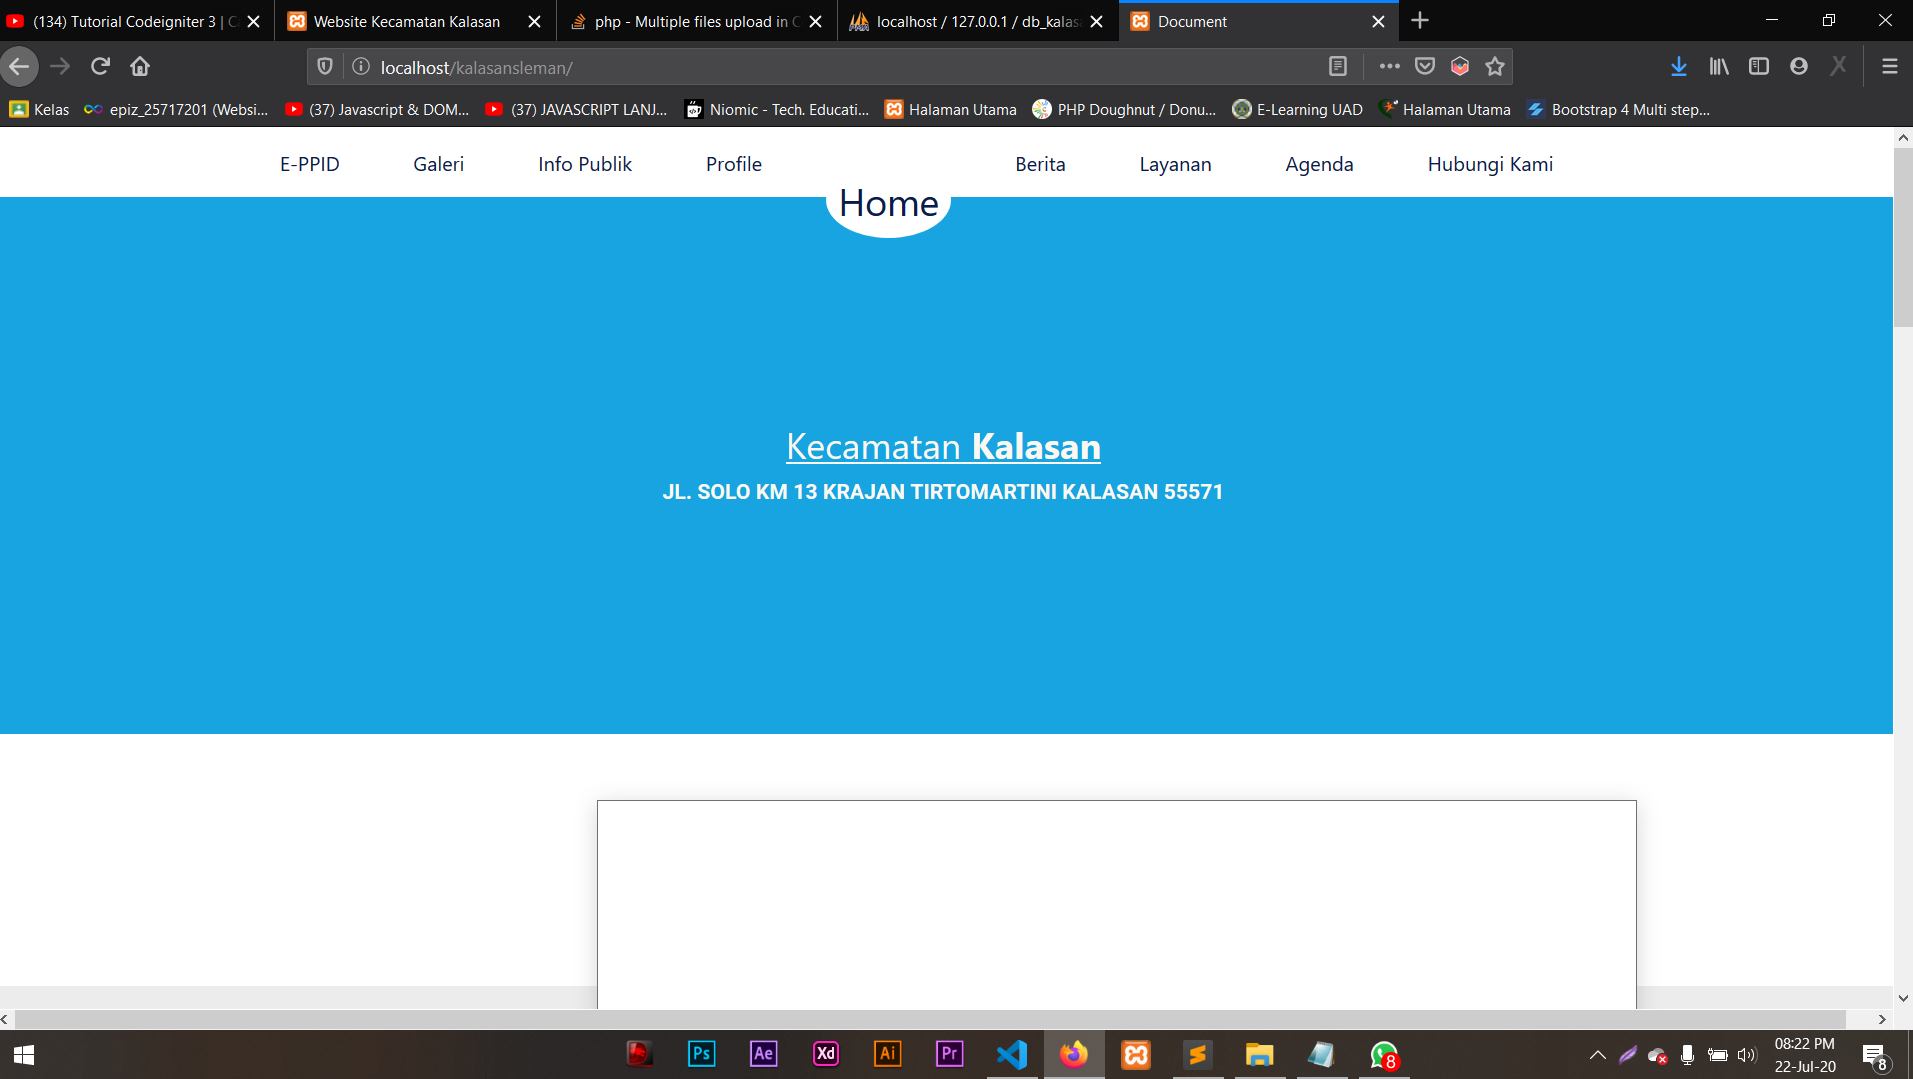 (134) Tutorial Codeigniter 3 | C
Website Kecamatan Kalasan
php - Multiple files upload in C
localhost / 127.0.0.1 / db_kalas
Document
localhost/kalasansleman/
Kelas
epiz_25717201 (Websi...
(37) Javascript & DOM...
(37) JAVASCRIPT LANJ...
Niomic - Tech. Educati...
Halaman Utama
PHP Doughnut / Donu...
E-Learning UAD
Halaman Utama
Bootstrap 4 Multi step...
E-PPID
Galeri
Info Publik
Profile
Home
Berita
Layanan
Agenda
Hubungi Kami
Kecamatan Kalasan
JL. SOLO KM 13 KRAJAN TIRTOMARTINI KALASAN 55571
Ps
Ae
Xd
Ai
Pr
8
08:22 PM
22-Jul-20
8